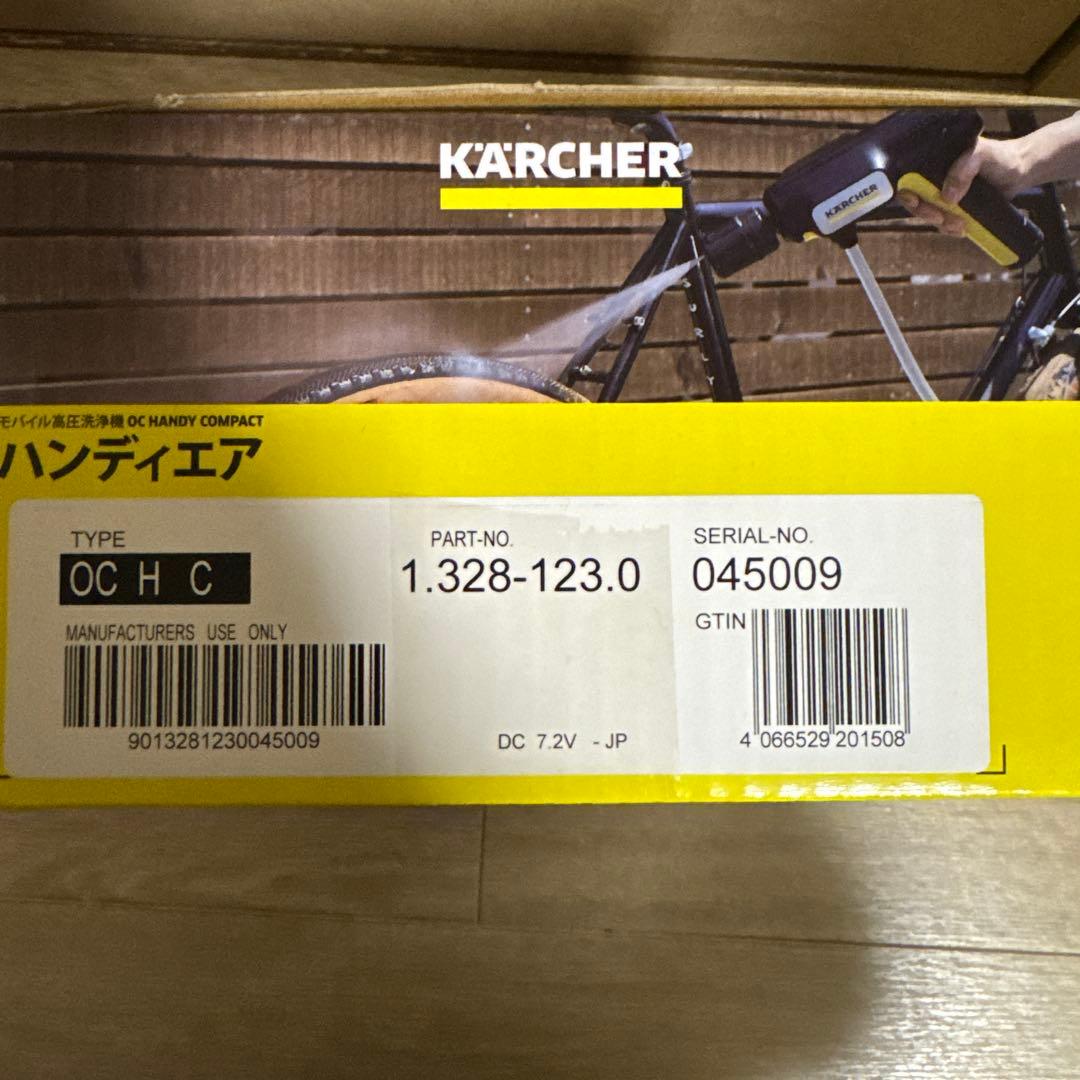 KÄRCHER
KÄRCHER
モバイル高圧洗浄機 OC HANDY COMPACT
ハンディエア
TYPE
OC H C
PART-NO.
1.328-123.0
SERIAL-NO.
045009
MANUFACTURERS USE ONLY
9013281230045009
DC 7.2V - JP
GTIN
4 066529 201508